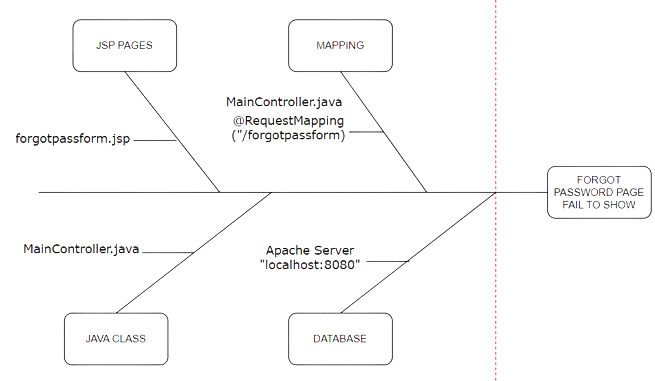 JSP PAGES
MAPPING
MainController.java
@RequestMapping
("/forgotpassform)
forgotpassform.jsp
FORGOT
PASSWORD PAGE
FAIL TO SHOW
MainController.java
Apache Server
"localhost:8080"
JAVA CLASS
DATABASE